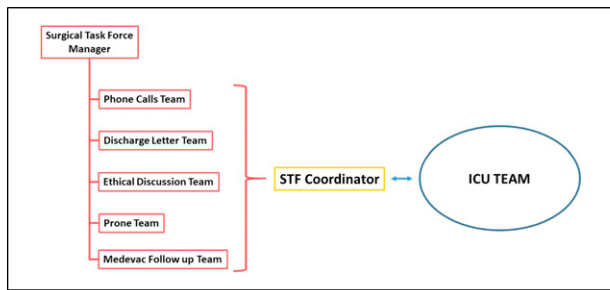 Surgical Task Force
Manager
Phone Calls Team
Discharge Letter Team
Ethical Discussion Team
Prone Team
Medevac Follow up Team
STF Coordinator
ICU TEAM